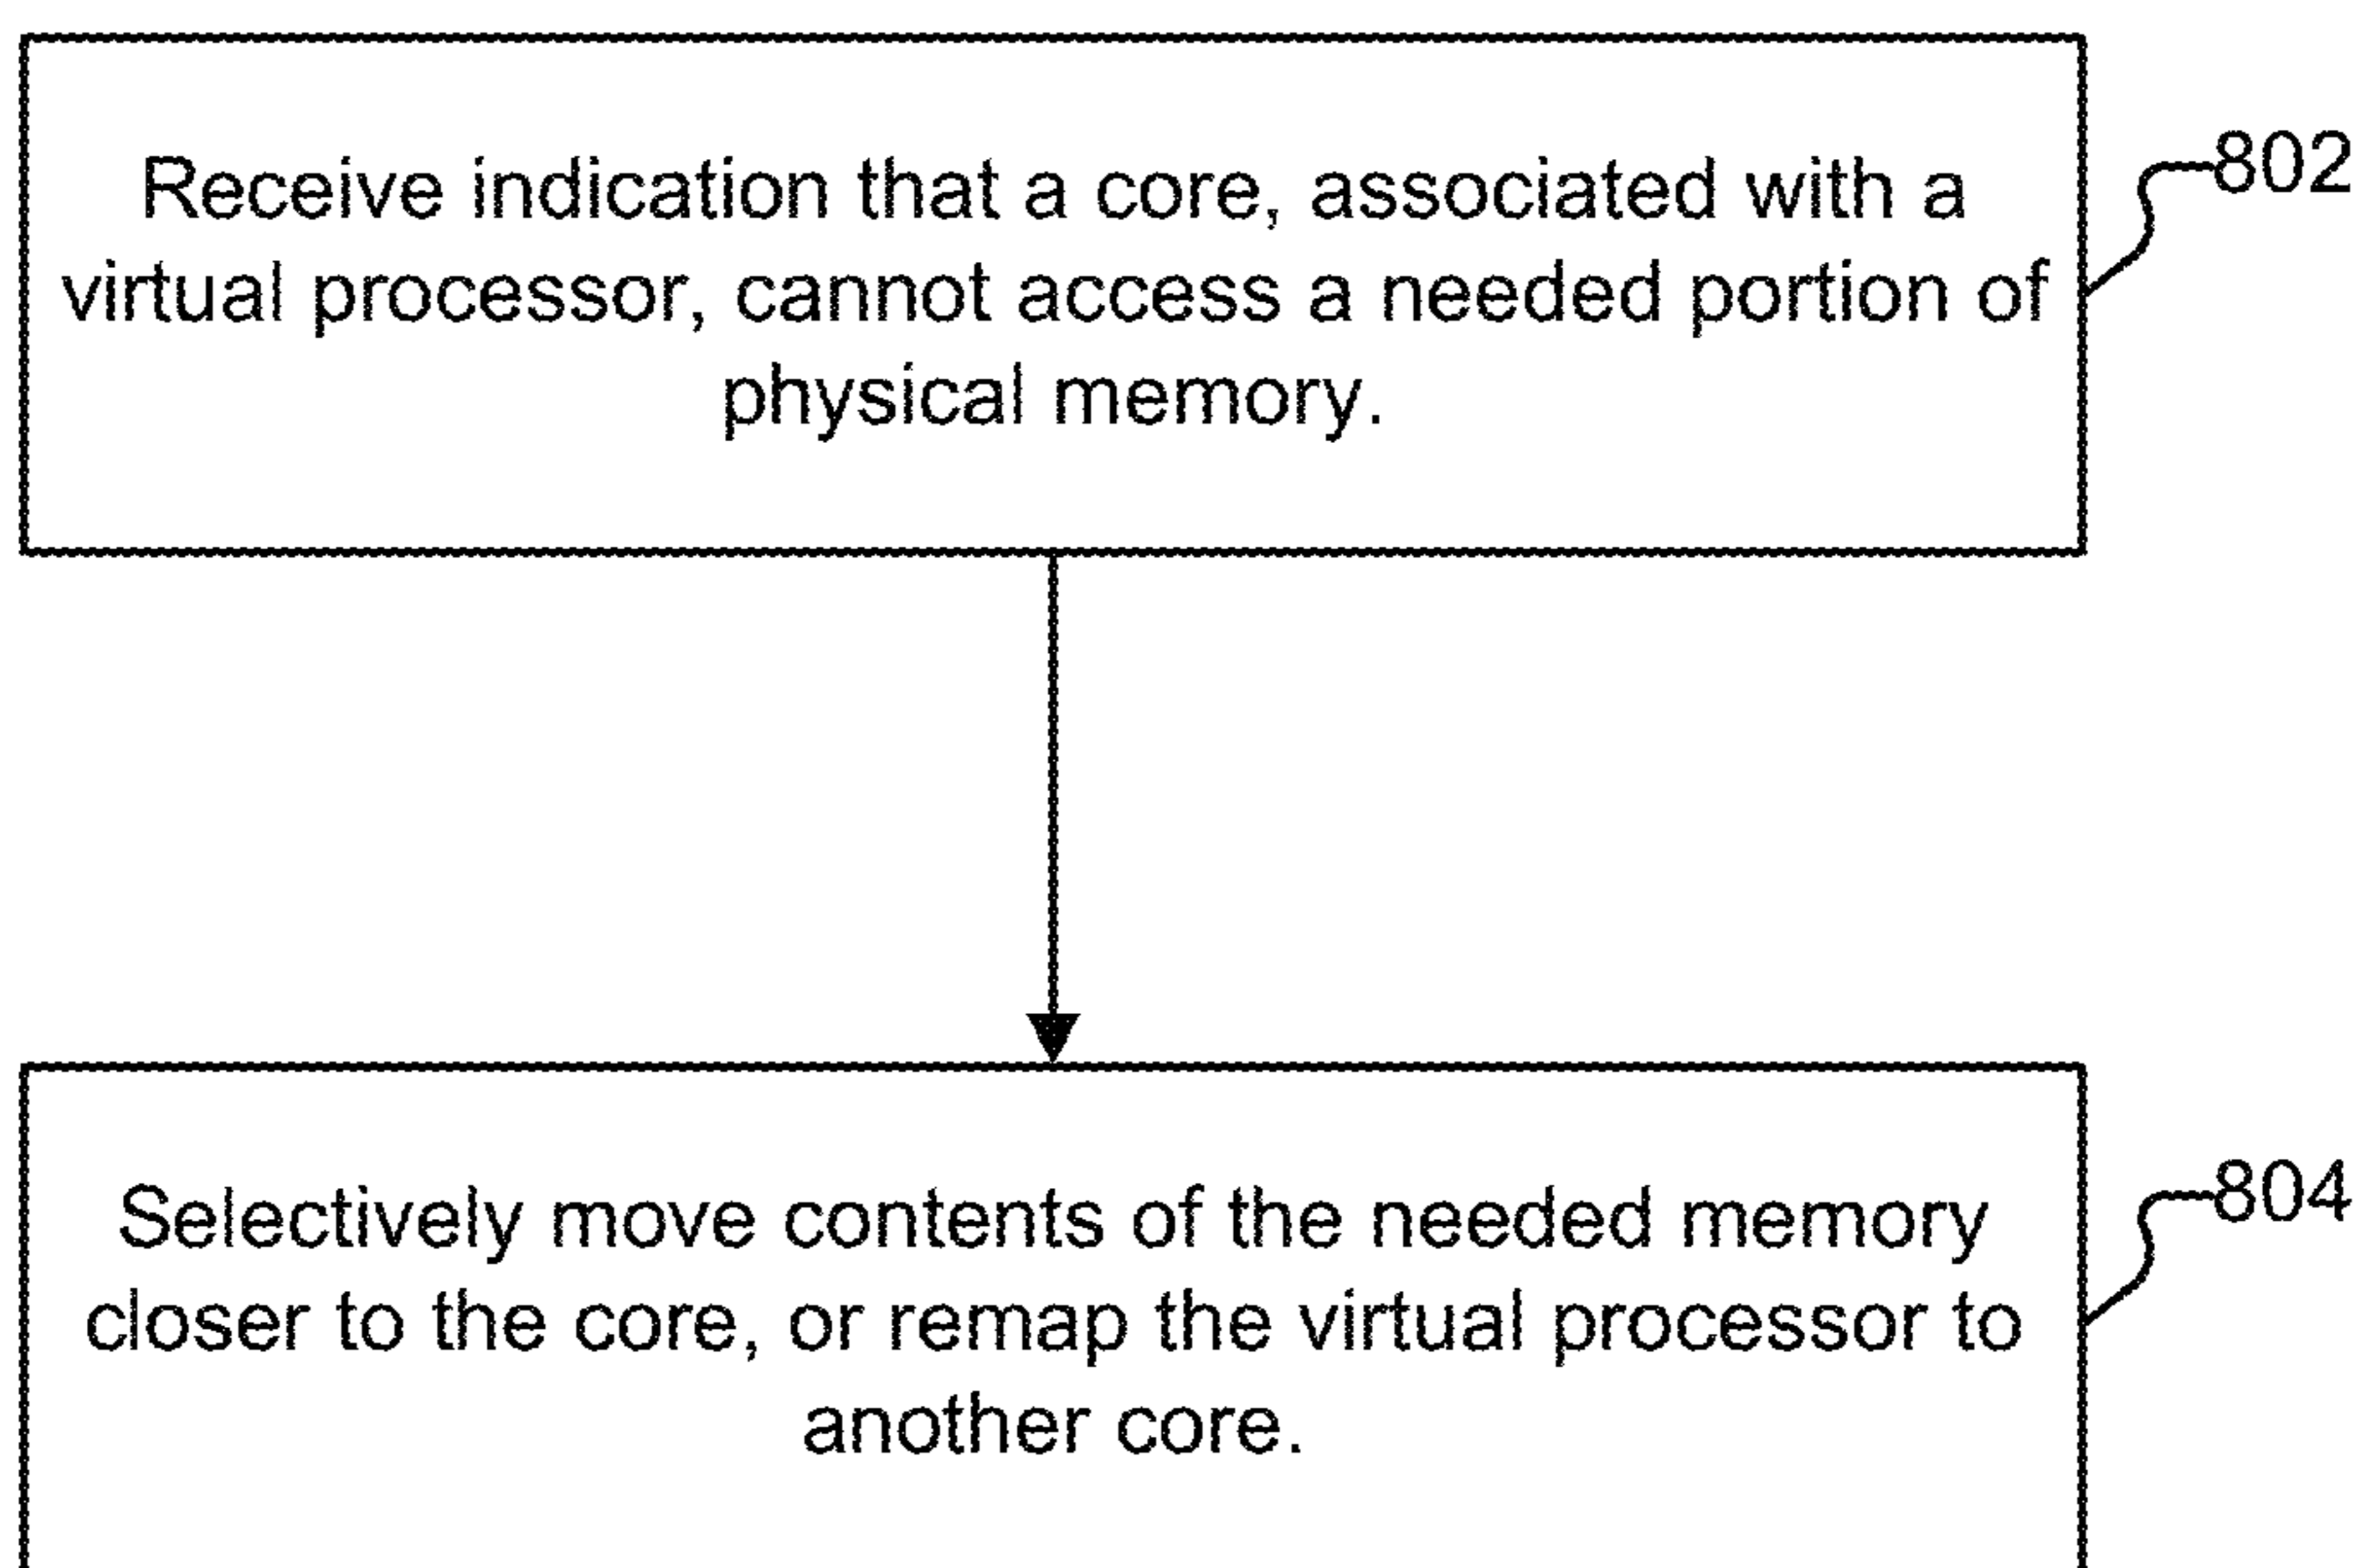 Receive indication that a core, associated with a
virtual processor, cannot access a needed portion of
physical memory.
802
Selectively move contents of the needed memory
closer to the core, or remap the virtual processor to
another core.
804